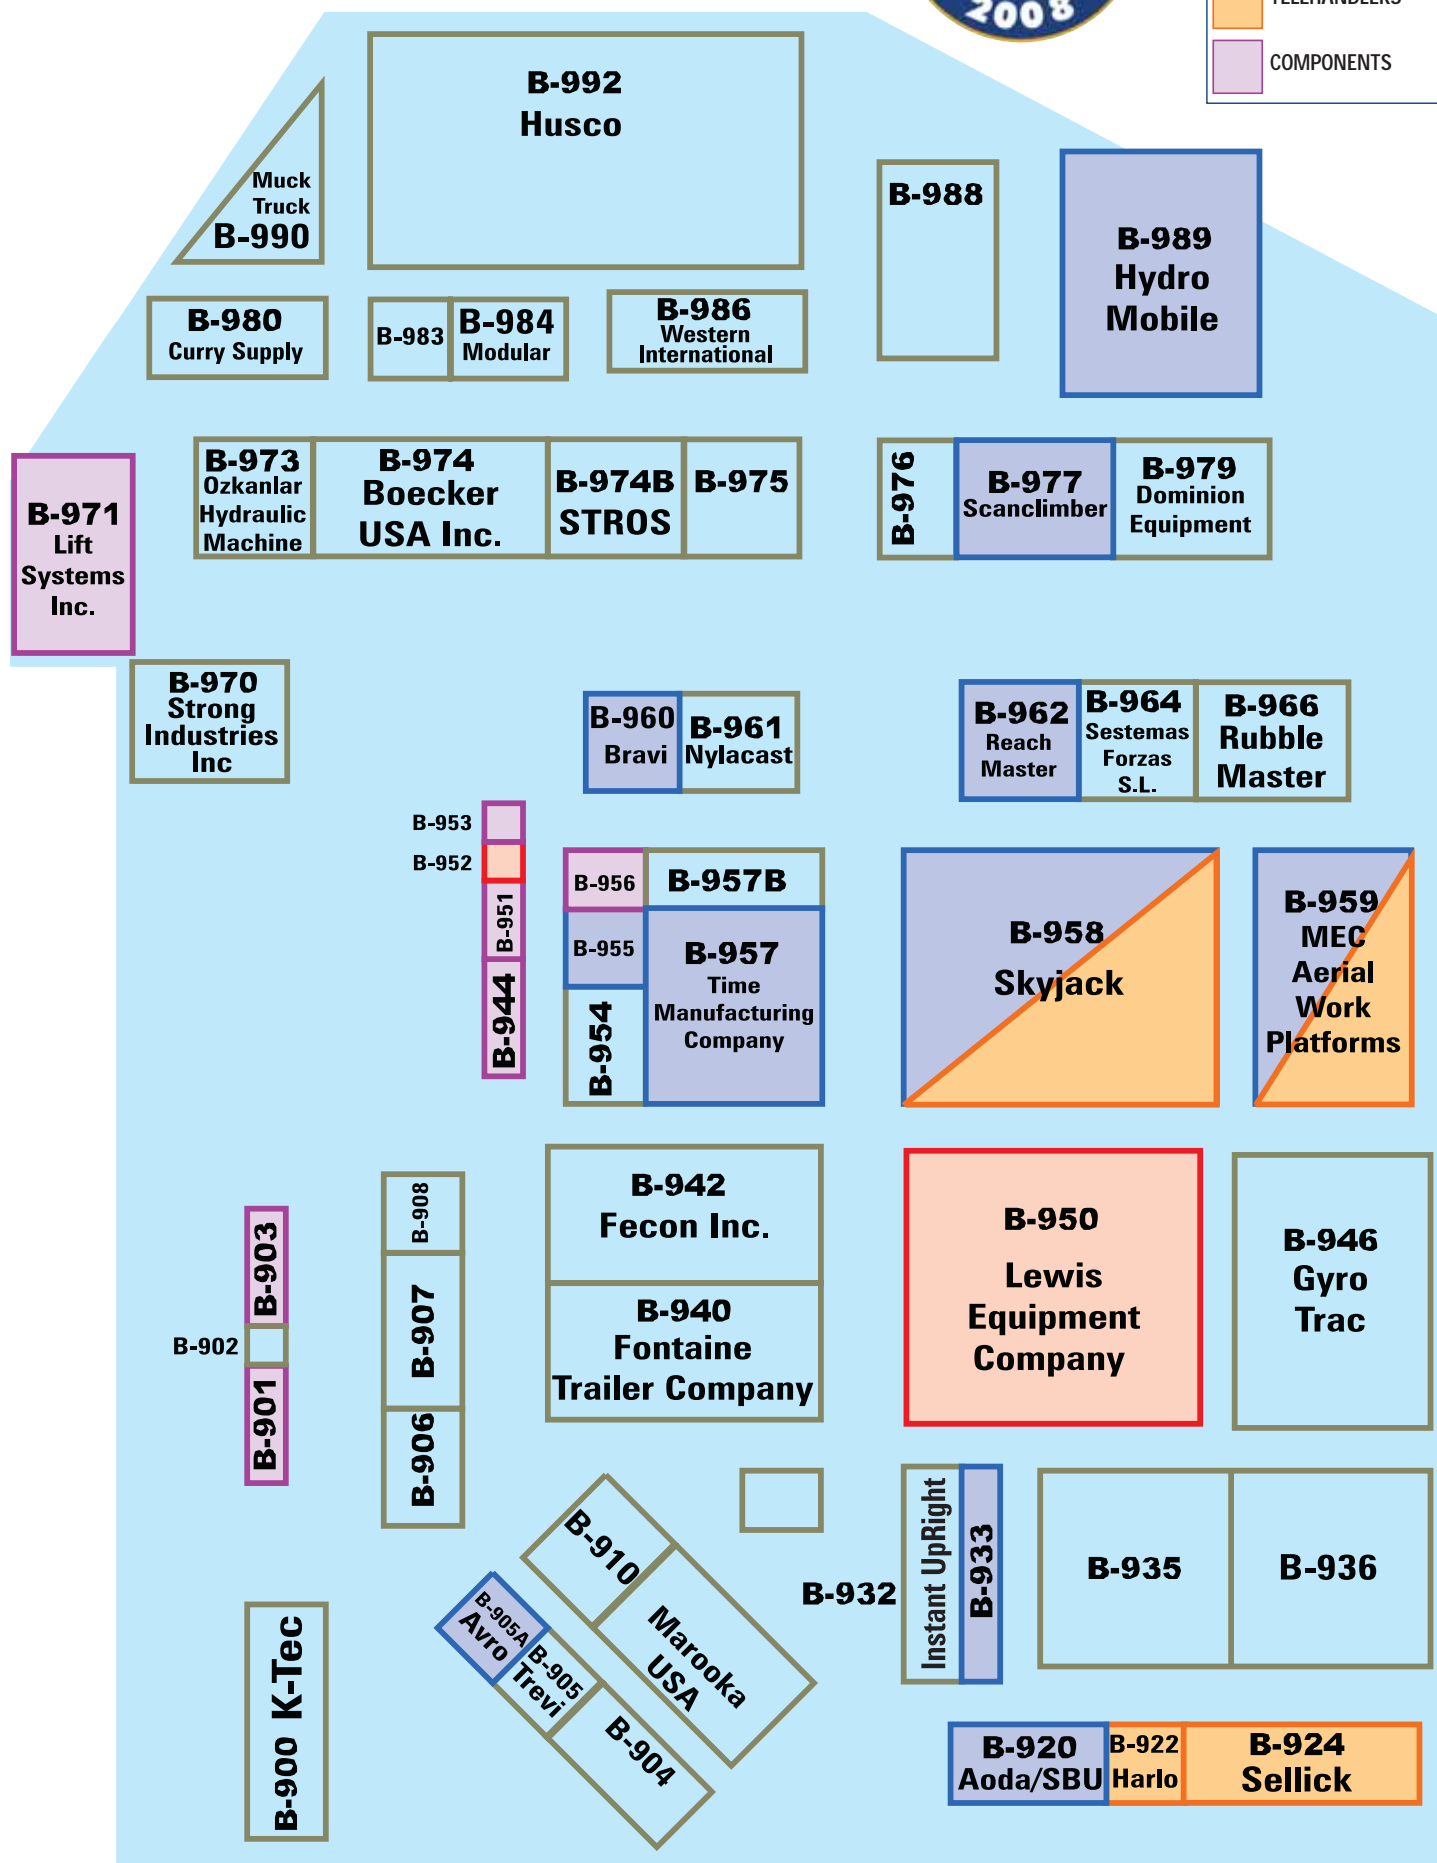 2008
COMPONENTS
B-992
Husco
Muck
Truck
B-990
B-988
B-989
Hydro
Mobile
B-980
Curry Supply
B-983
B-984
Modular
B-986
Western
International
B-971
Lift
Systems
Inc.
B-973
Ozkanlar
Hydraulic
Machine
B-974
Boecker
USA Inc.
B-974B
STROS
B-975
B-976
B-977
Scanclimber
B-979
Dominion
Equipment
B-970
Strong
Industries
Inc
B-960
Bravi
B-961
Nylacast
B-962
Reach
Master
B-964
Sestemas
Forzas
S.L.
B-966
Rubble
Master
B-953
B-952
B-951
B-944
B-956
B-957B
B-955
B-954
B-957
Time
Manufacturing
Company
B-958
Skyjack
B-959
MEC
Aerial
Work
Platforms
B-903
B-902
B-901
B-908
B-907
B-906
B-942
Fecon Inc.
B-940
Fontaine
Trailer Company
B-950
Lewis
Equipment
Company
B-946
Gyro
Trac
B-910
Marooka
USA
B-905A
Avro
B-905
Trevi
B-904
B-932
Instant UpRight
B-933
B-935
B-936
B-900 K-Tec
B-920
Aoda/SBU
B-922
Harlo
B-924
Sellick